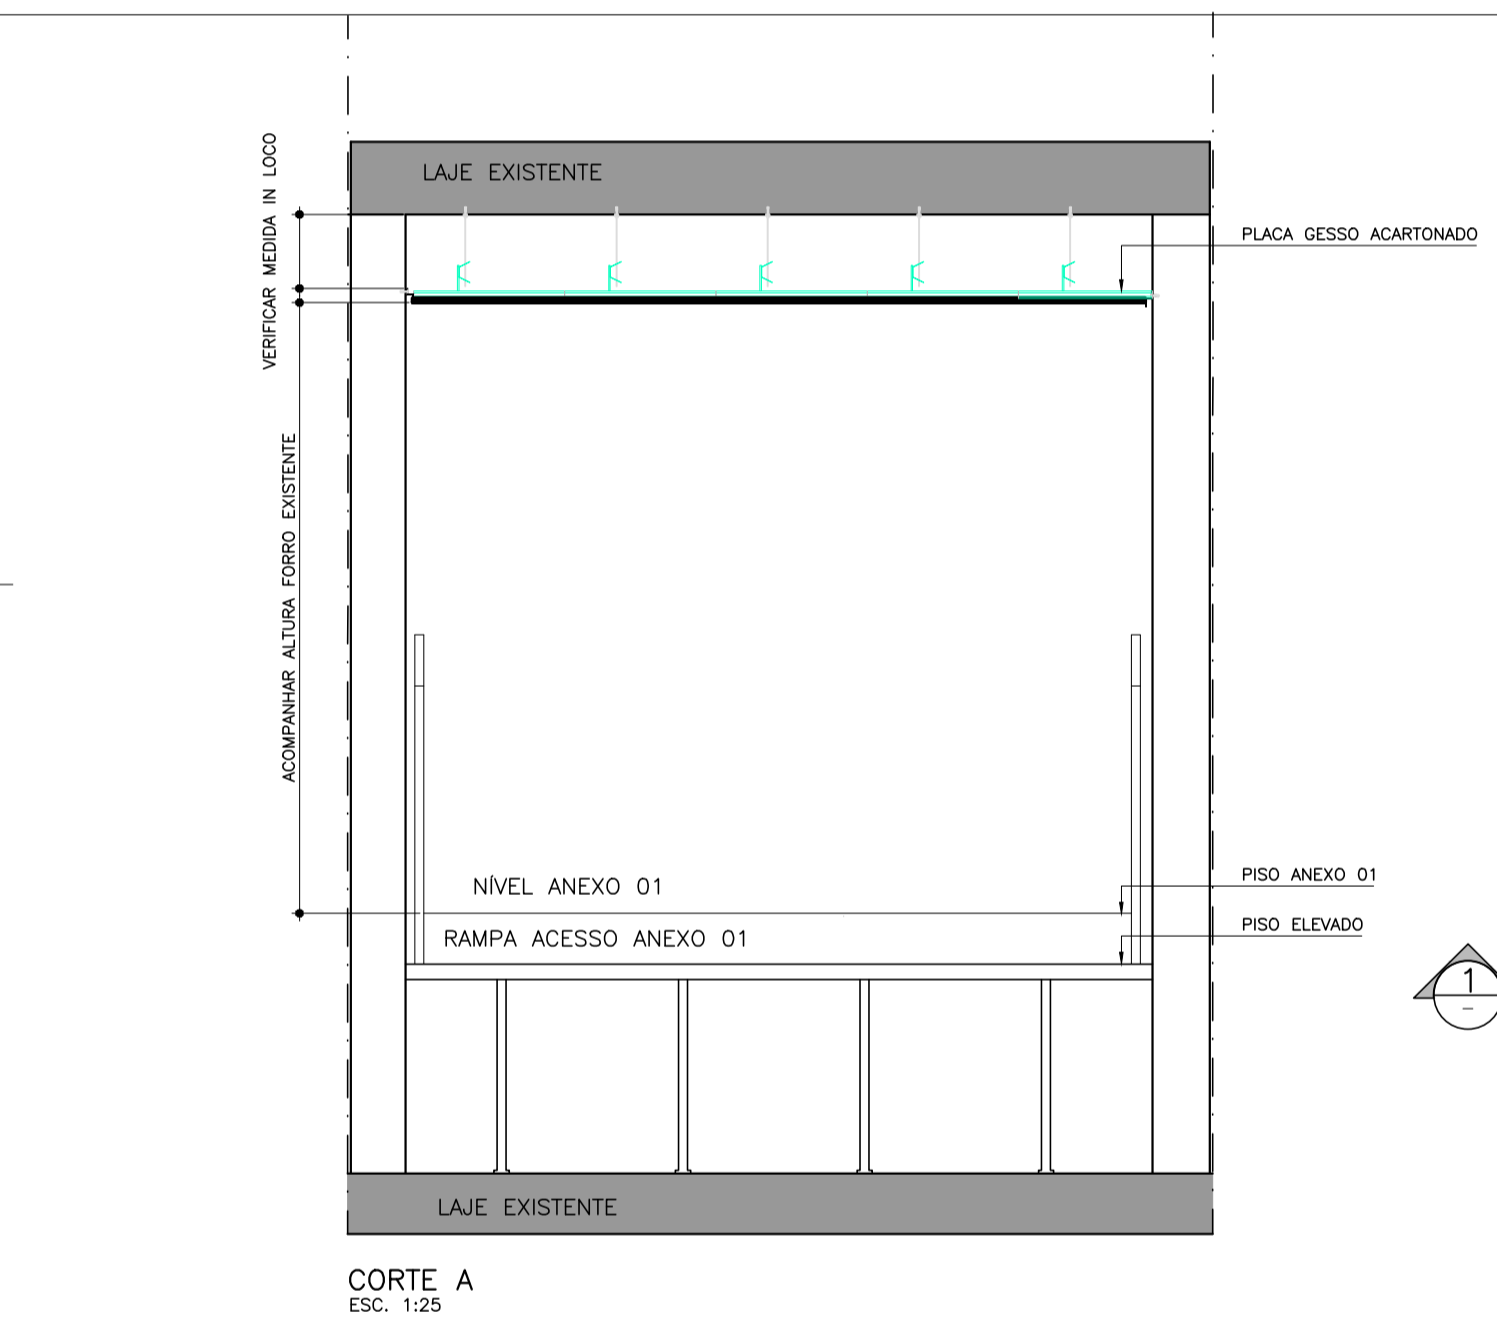 LAJE EXISTENTE
VERIFICAR MEDIDA IN LOCO
PLACA GESSO ACARTONADO
ACOMPANHAR ALTURA FORRO EXISTENTE
NÍVEL ANEXO 01
PISO ANEXO 01
RAMPA ACESSO ANEXO 01
PISO ELEVADO
1
-
LAJE EXISTENTE
CORTE A
ESC. 1:25